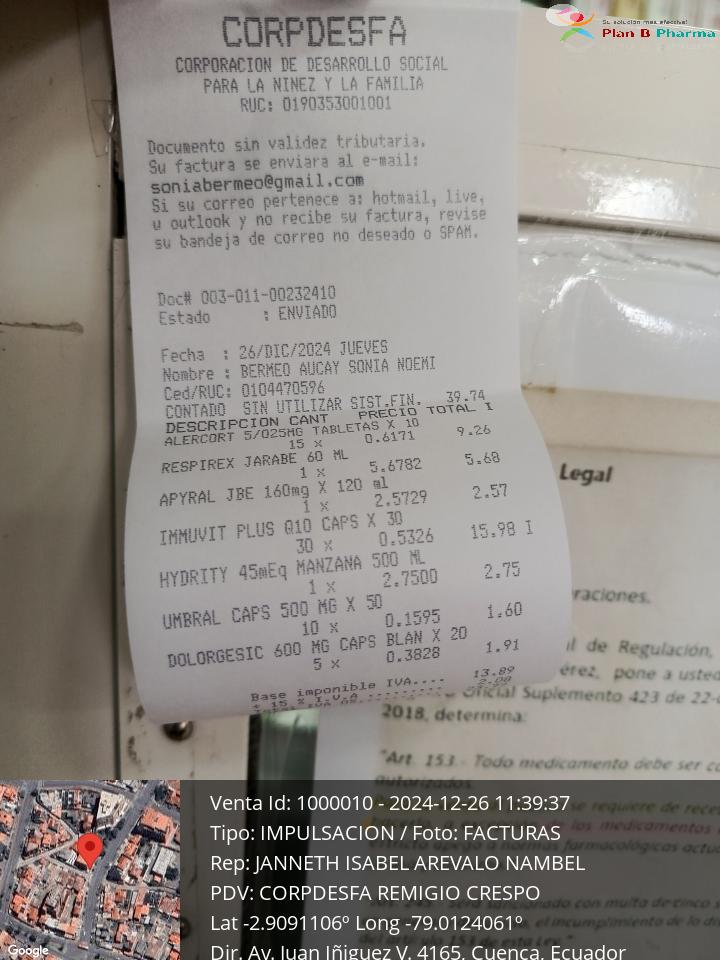 Su solución mas efectiva!
Plan B Pharma
CORPDESFA
CORPORACION DE DESARROLLO SOCIAL
PARA LA NINEZ Y LA FAMILIA
RUC: 0190353001001
Documento sin validez tributaria.
Su factura se enviara al e-mail:
soniabermeo@gmail.com
Si su correo pertenece a: hotmail, live,
u outlook y no recibe su factura, revise
su bandeja de correo no deseado o SPAM.
Doc# 003-011-00232410
Estado : ENVIADO
Fecha : 26/DIC/2024 JUEVES
Nombre : BERMEO AUCAY SONIA NOEMI
Ced/RUC: 0104470596
CONTADO SIN UTILIZAR SIST.FIN. 39.74
DESCRIPCION CANT PRECIO TOTAL I
ALERCORT 5/025MG TABLETAS X 10
15 x 0.6171 9.26
RESPIREX JARABE 60 ML
1 x 5.6782 5.68
APYRAL JBE 160mg X 120 ml
1 x 2.5729 2.57
IMMUVIT PLUS Q10 CAPS X 30
30 x 0.5326 15.98 I
HYDRITY 45mEq MANZANA 500 ML
1 x 2.7500 2.75
UMBRAL CAPS 500 MG X 50
10 x 0.1595 1.60
DOLORGESIC 600 MG CAPS BLAN X 20
5 x 0.3828 1.91
Base imponible IVA.... 13.89
+ 15 % I.V.A .......... 2.08
Legal
raciones.
l de Regulación,
érez, pone a usted
Oficial Suplemento 423 de 22-
2018, determina:
"Art. 153.- Todo medicamento debe ser
autorizados.
se requiere de
medicamentos
Venta Id: 1000010 - 2024-12-26 11:39:37
Tipo: IMPULSACION / Foto: FACTURAS
Rep: JANNETH ISABEL AREVALO NAMBEL
PDV: CORPDESFA REMIGIO CRESPO
Lat -2.9091106º Long -79.0124061º
Dir. Av. Juan Iñiguez V. 4165, Cuenca, Ecuador
Google